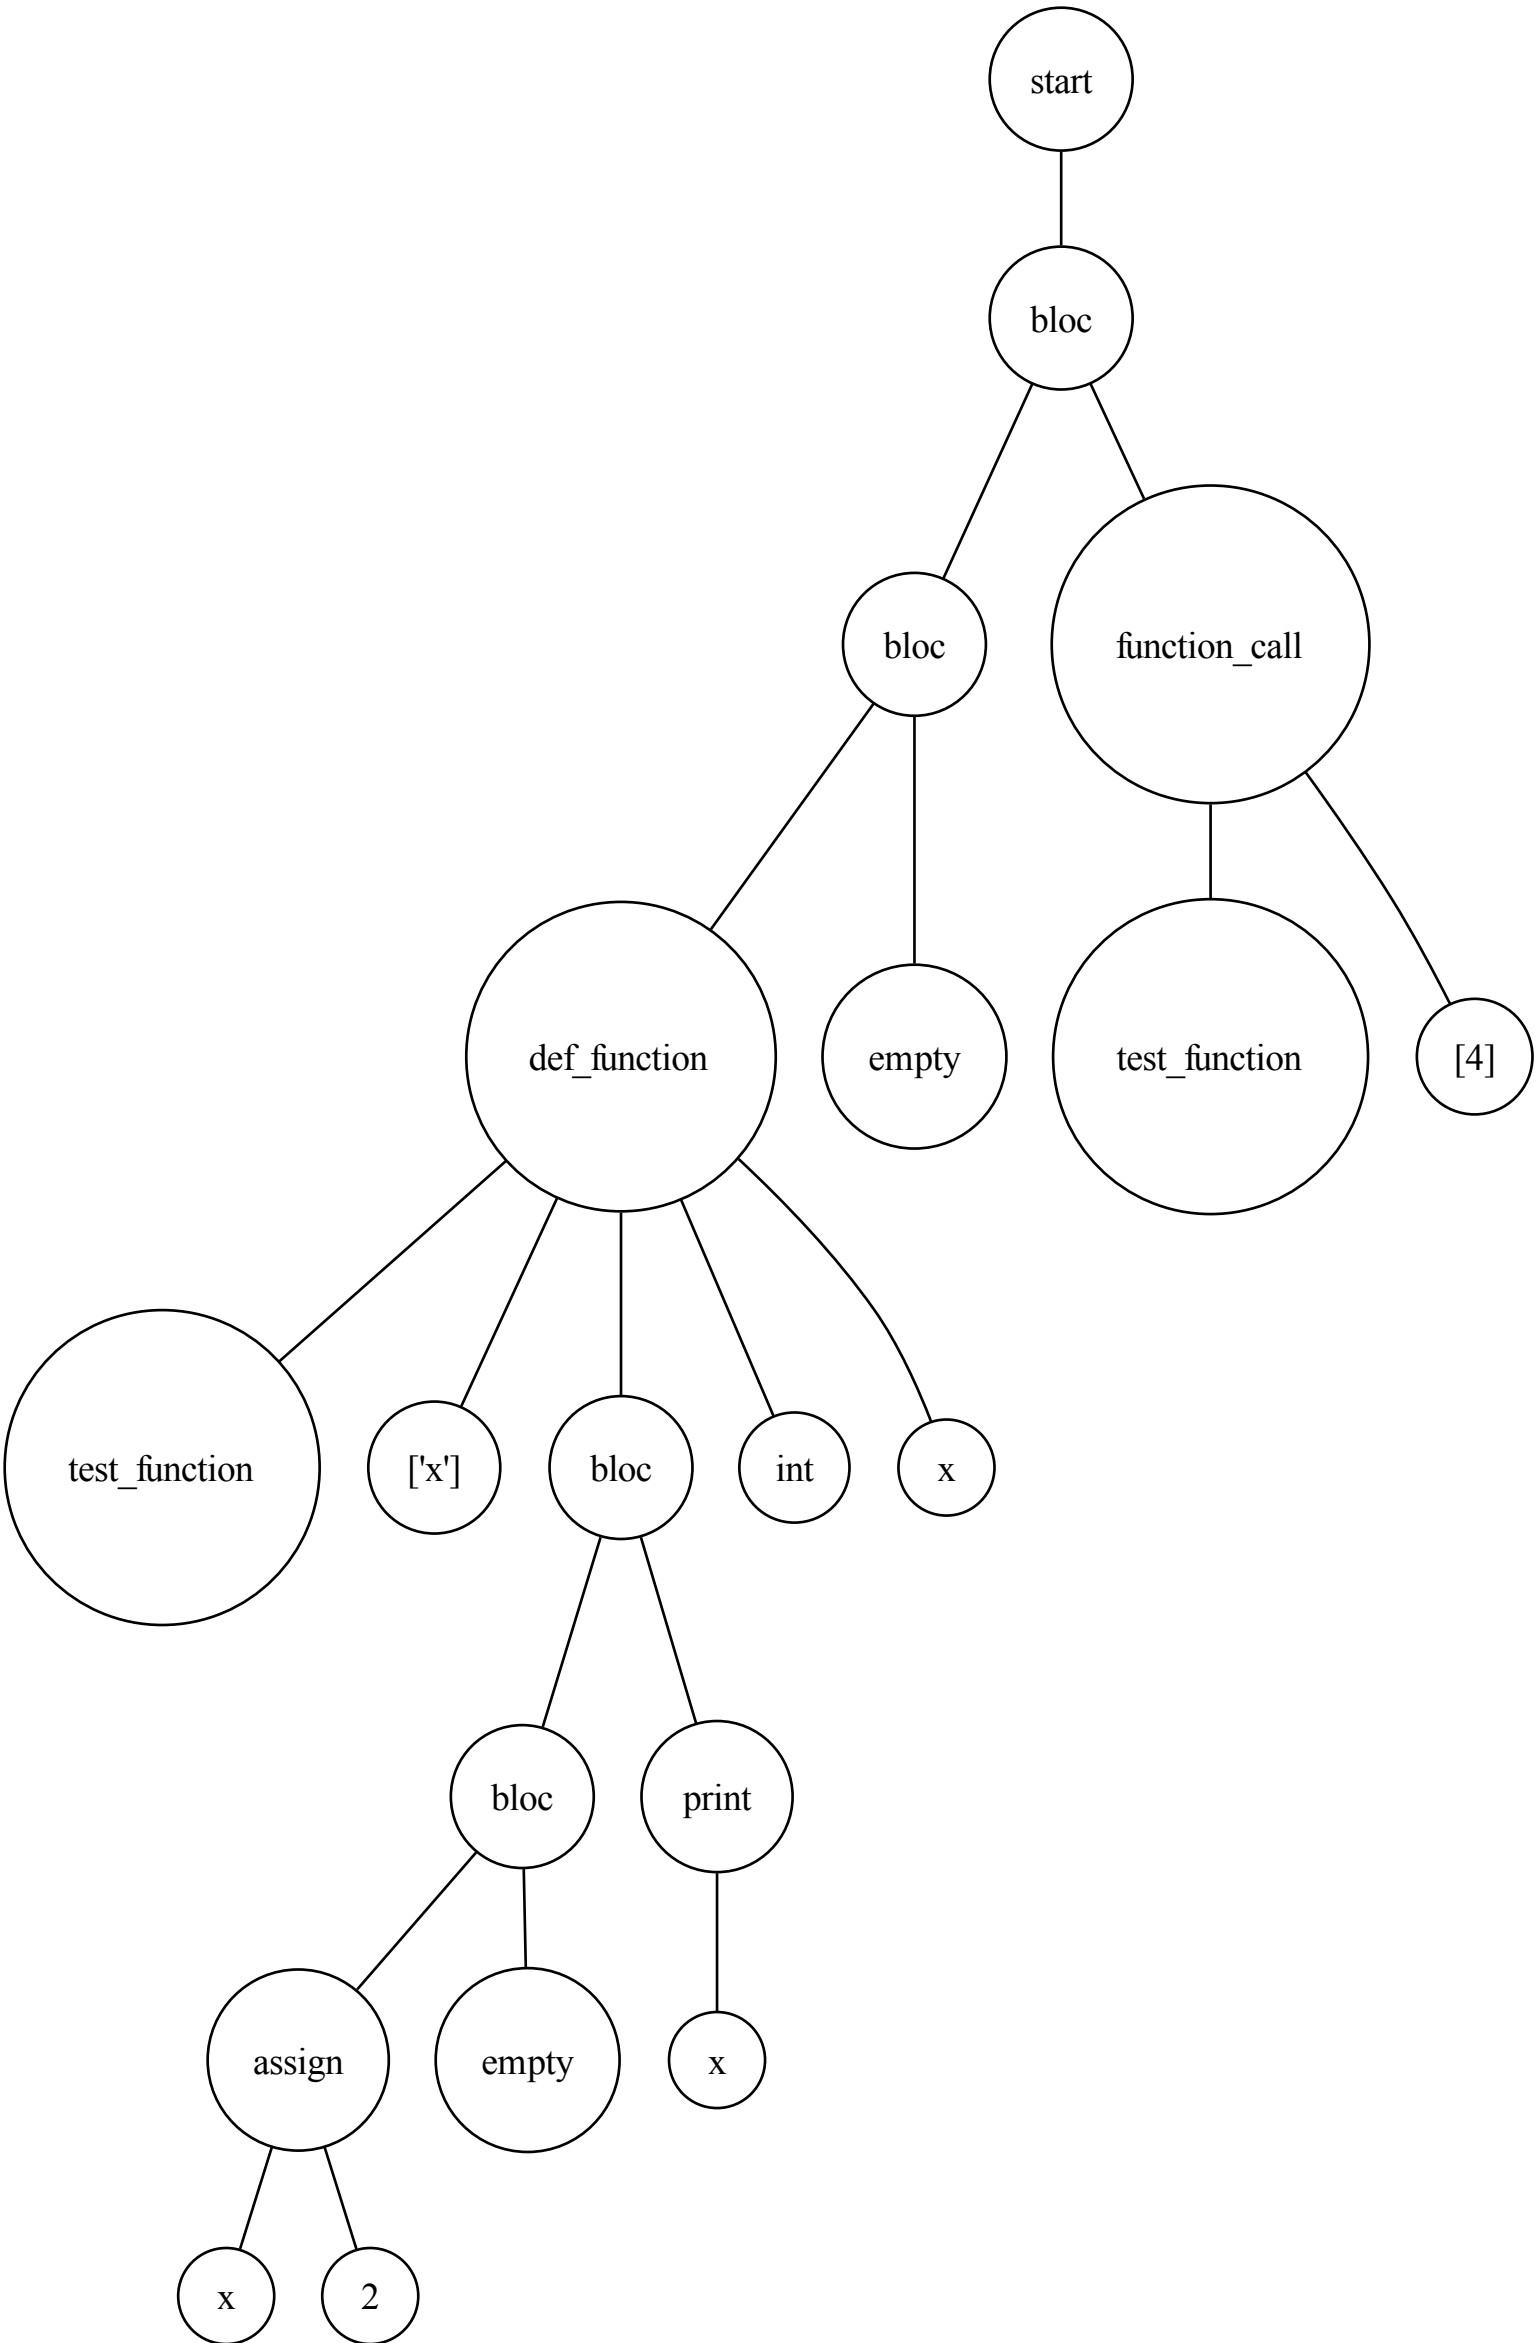 start
bloc
bloc
function_call
def_function
empty
test_function
[4]
test_function
['x']
bloc
int
x
bloc
print
assign
empty
x
x
2